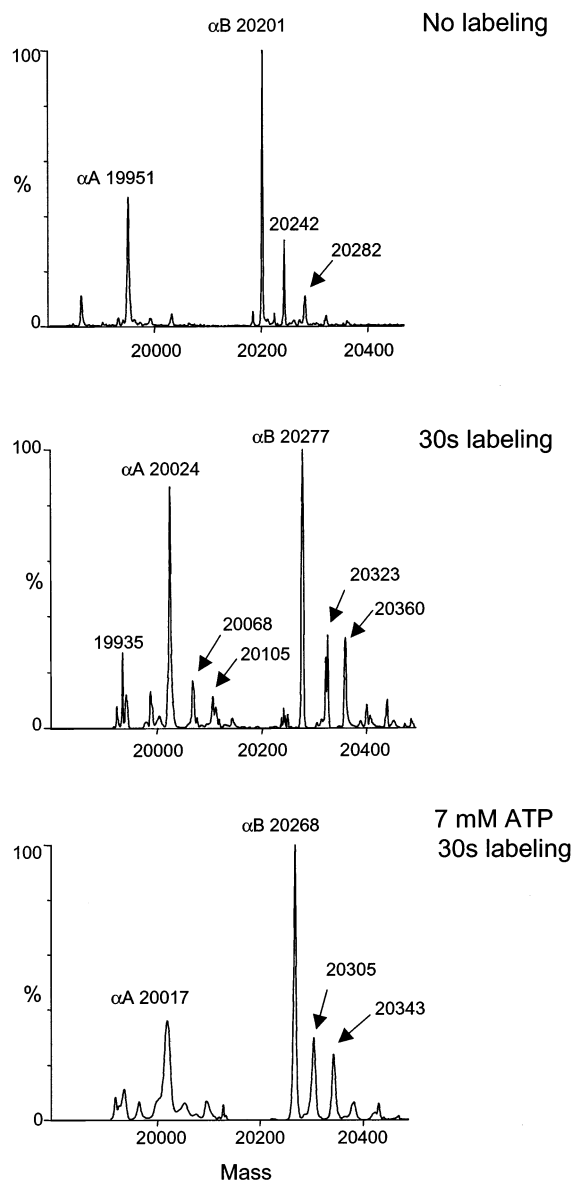 αB 20201
No labeling
100
αA 19951
%
20242
20282
0
20000 20200 20400
αB 20277
30s labeling
100
αA 20024
20323
%
20360
20068
19935
20105
0
20000 20200 20400
7 mM ATP
αB 20268
30s labeling
100
20305
%
αA 20017
20343
0
20000 20200 20400
Mass